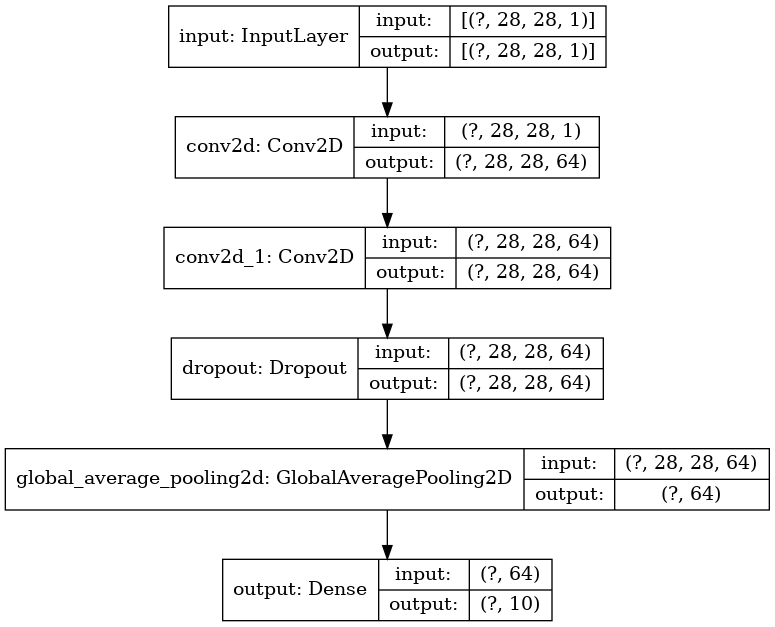 input: InputLayer
input:
[(?, 28, 28, 1)]
output:
[(?, 28, 28, 1)]
conv2d: Conv2D
input:
(?, 28, 28, 1)
output:
(?, 28, 28, 64)
conv2d_1: Conv2D
input:
(?, 28, 28, 64)
output:
(?, 28, 28, 64)
dropout: Dropout
input:
(?, 28, 28, 64)
output:
(?, 28, 28, 64)
global_average_pooling2d: GlobalAveragePooling2D
input:
(?, 28, 28, 64)
output:
(?, 64)
output: Dense
input:
(?, 64)
output:
(?, 10)